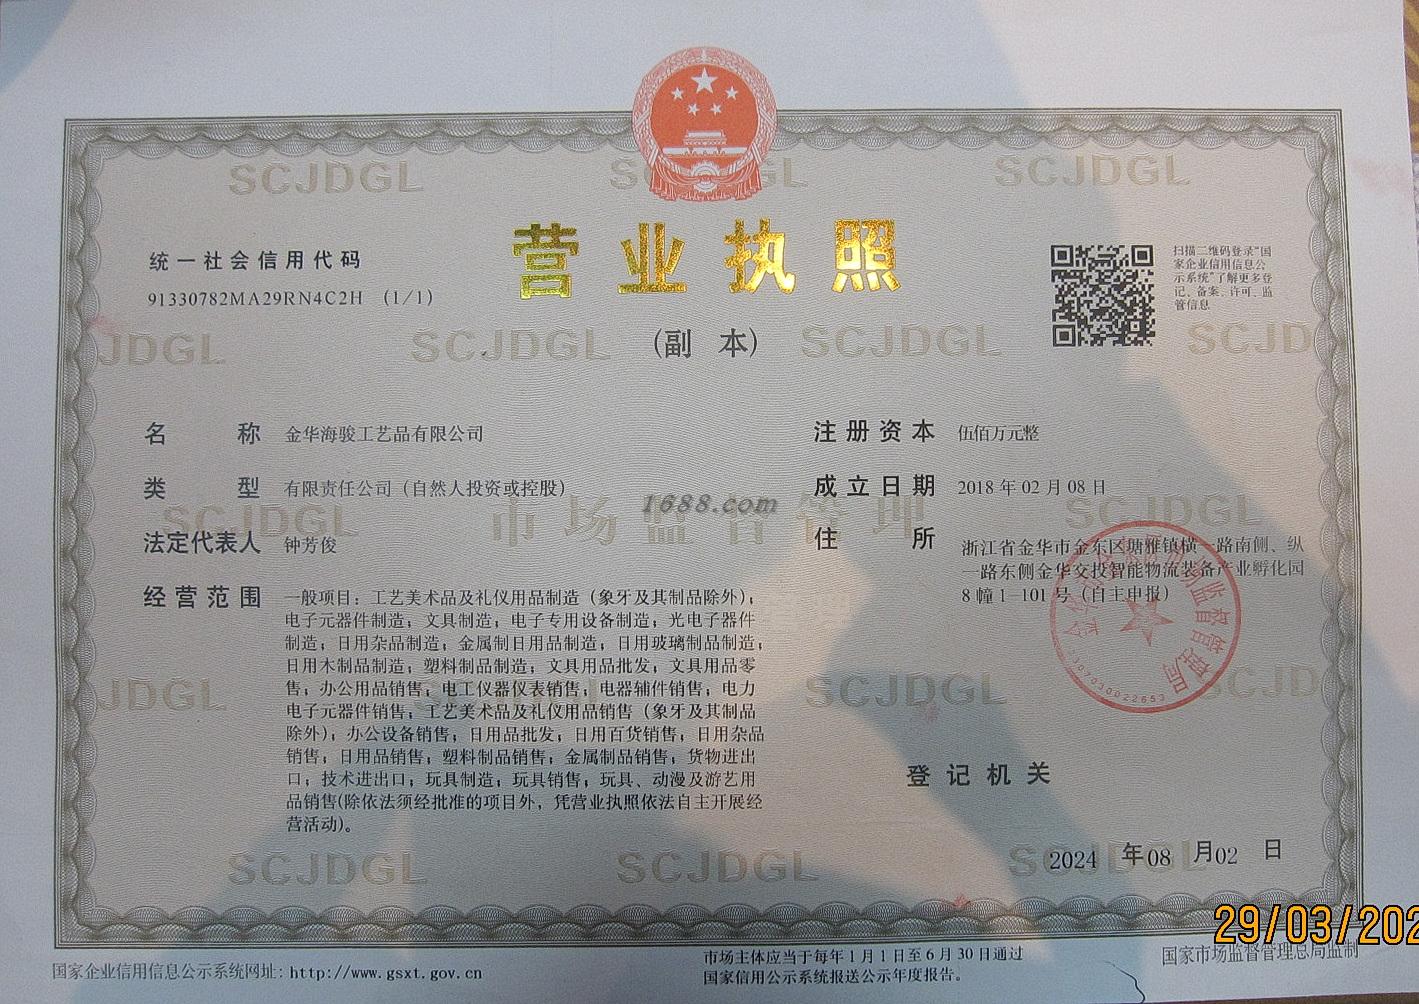 SCJDGL SCJDGL SCJDGL
营业执照
(副 本)
统一社会信用代码
91330782MA29RN4C2H (1/1)
扫描二维码登录“国
家企业信用信息公
示系统”了解更多登
记、备案、许可、监
管信息
JDGL SCJDGL SCJDGL SCJD
名 称 金华海骏工艺品有限公司
类 型 有限责任公司（自然人投资或控股）
法定代表人 钟芳俊
经营范围 一般项目：工艺美术品及礼仪用品制造（象牙及其制品除外）；
电子元器件制造；文具制造；电子专用设备制造；光电子器件
制造；日用杂品制造；金属制日用品制造；日用玻璃制品制造；
日用木制品制造；塑料制品制造；文具用品批发；文具用品零
售；办公用品销售；电工仪器仪表销售；电器辅件销售；电力
电子元器件销售；工艺美术品及礼仪用品销售（象牙及其制品
除外）；办公设备销售；日用品批发；日用百货销售；日用杂品
销售；日用品销售；塑料制品销售；金属制品销售；货物进出
口；技术进出口；玩具制造；玩具销售；玩具、动漫及游艺用
品销售(除依法须经批准的项目外，凭营业执照依法自主开展经
营活动)。
注册资本 伍佰万元整
成立日期 2018年02月08日
住 所 浙江省金华市金东区塘雅镇横一路南侧、纵
一路东侧金华交投智能物流装备产业孵化园
8幢1-101号（自主申报）
SCJDGL 市场监督管理 SCJDGL
1688.com
JDGL SCJDGL SCJD
3307030022653
登记机关
2024 年08 月02 日
SCJDGL SCJDGL SCJDGL
29/03/202
国家企业信用信息公示系统网址：http://www.gsxt.gov.cn
市场主体应当于每年1月1日至6月30日通过
国家信用公示系统报送公示年度报告。
国家市场监督管理总局监制